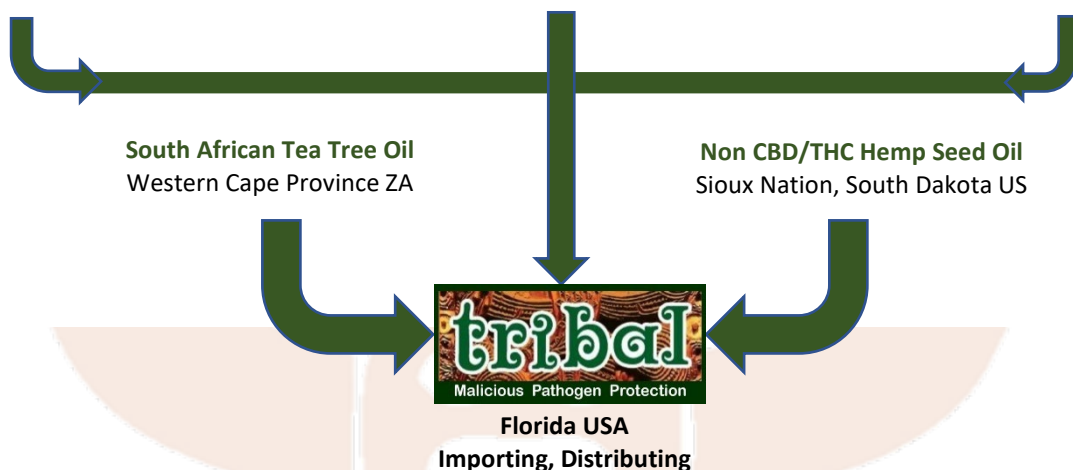 South African Tea Tree Oil
Western Cape Province ZA
Non CBD/THC Hemp Seed Oil
Sioux Nation, South Dakota US
tribal
Malicious Pathogen Protection
Florida USA
Importing, Distributing